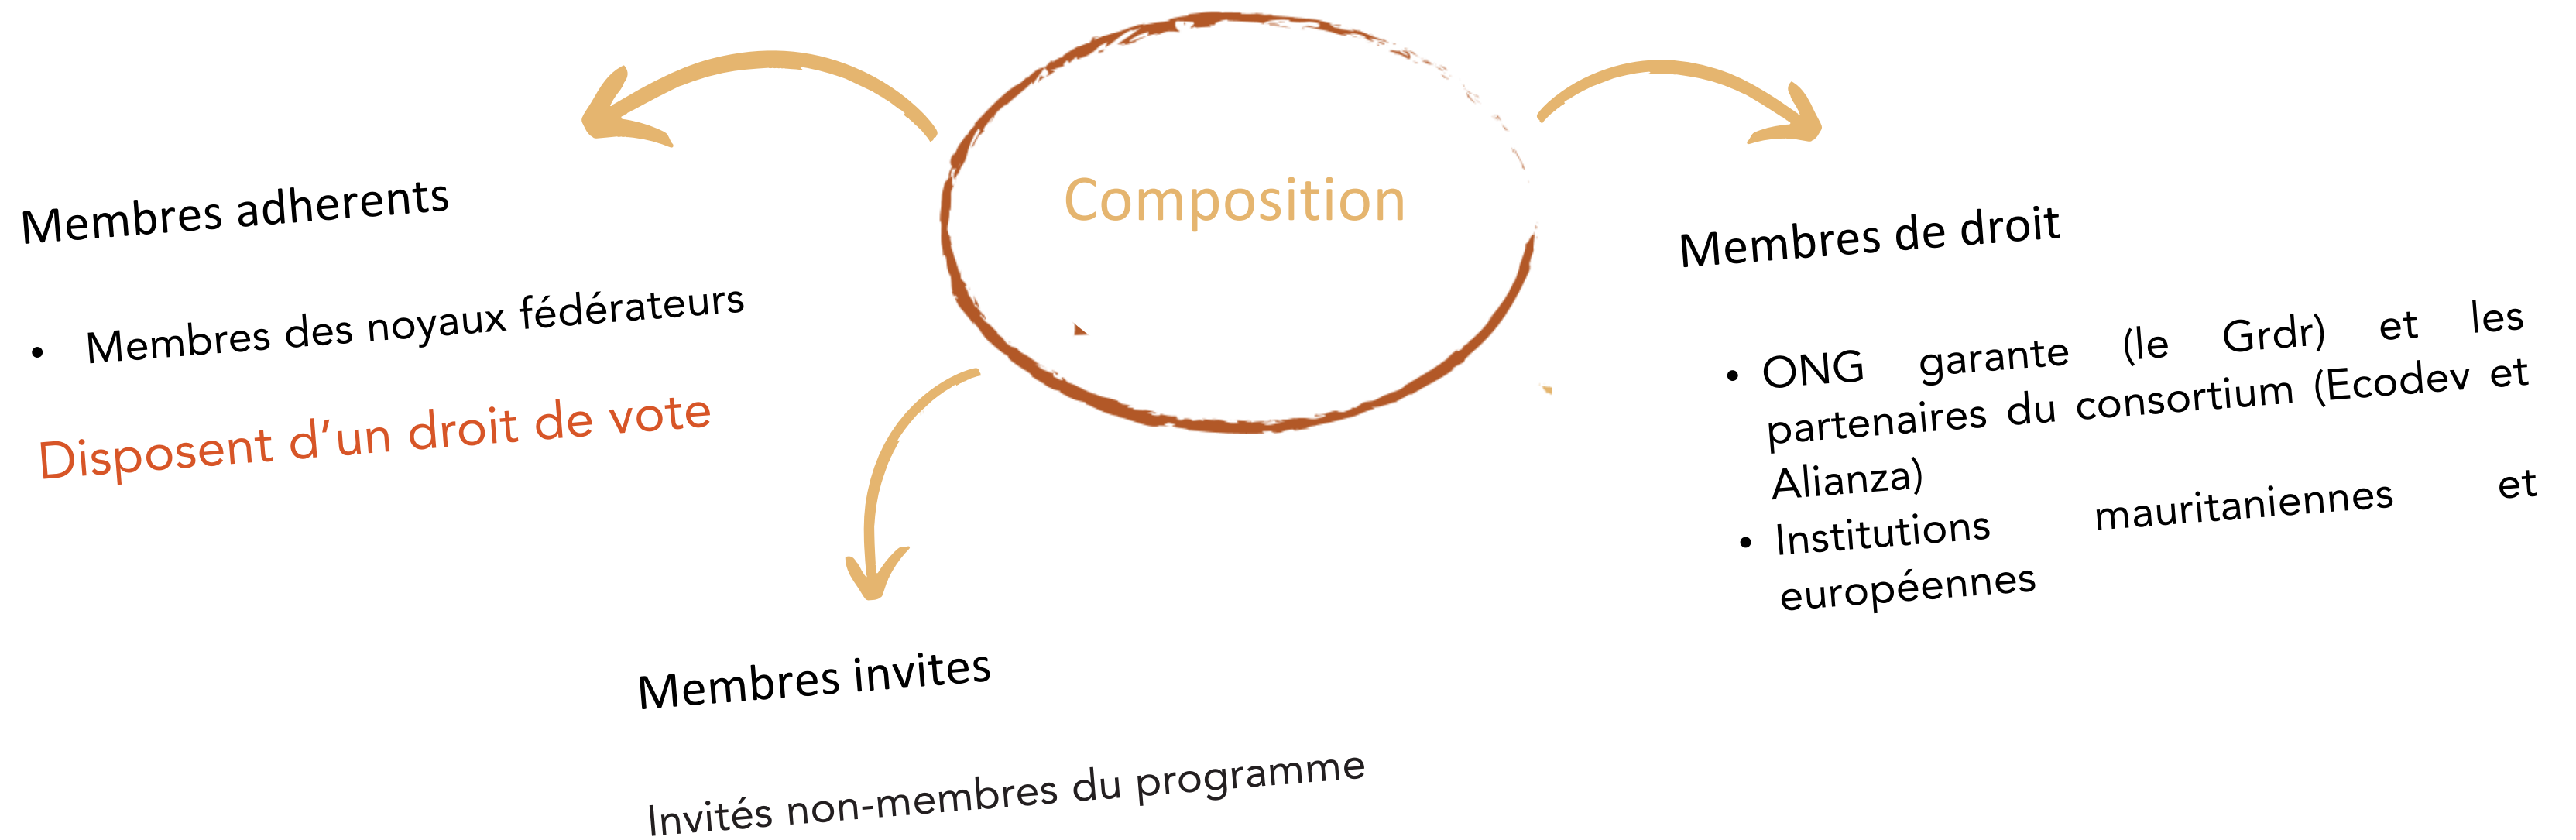 Composition
Membres adherents
• Membres des noyaux fédérateurs
Disposent d’un droit de vote
Membres invites
Invités non-membres du programme
Membres de droit
• ONG garante (le Grdr) et les
partenaires du consortium (Ecodev et
Alianza)
• Institutions mauritaniennes et
européennes